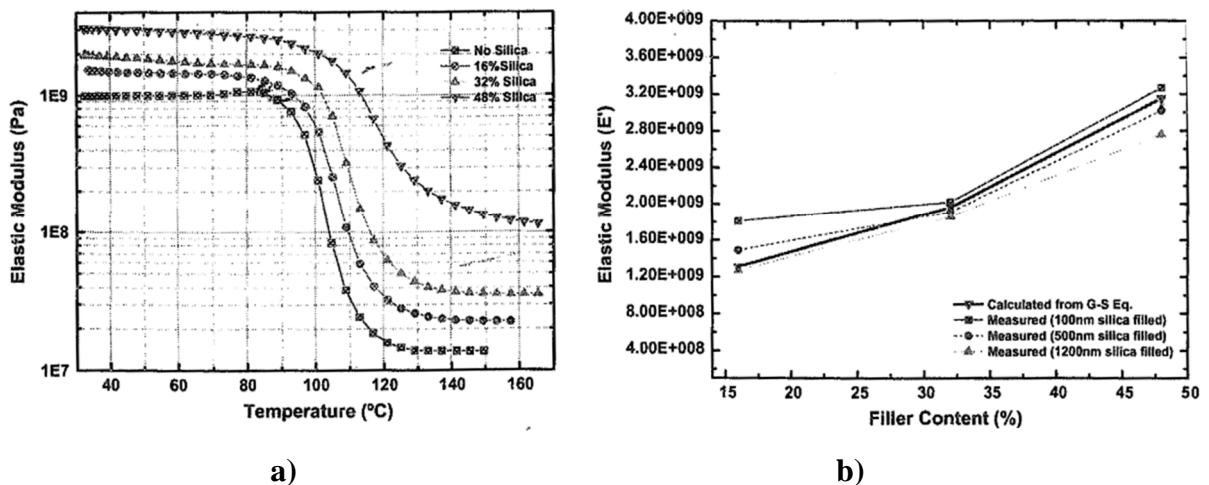 No Silica
16%Silica
32% Silica
48% Silica
1E9
1E8
1E7
Elastic Modulus (Pa)
40 60 80 100 120 140 160
Temperature (ºC)
a)
4.00E+009
3.60E+009
3.20E+009
2.80E+009
2.40E+009
2.00E+009
1.60E+009
1.20E+009
8.00E+008
4.00E+008
Elastic Modulus (E')
Calculated from G-S Eq.
Measured (100nm silica filled)
Measured (500nm silica filled)
Measured (1200nm silica filled)
15 20 25 30 35 40 45 50
Filler Content (%)
b)